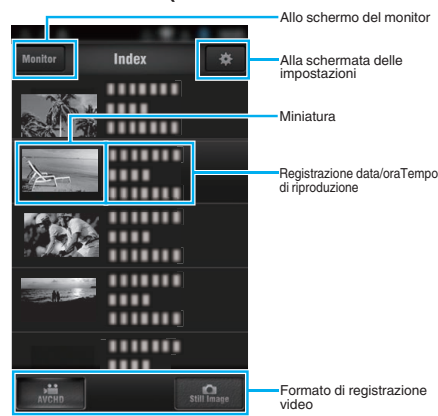 Allo schermo del monitor
Monitor
Index
Alla schermata delle
impostazioni
Miniatura
Registrazione data/oraTempo
di riproduzione
AVCHD
Still Image
Formato di registrazione
video